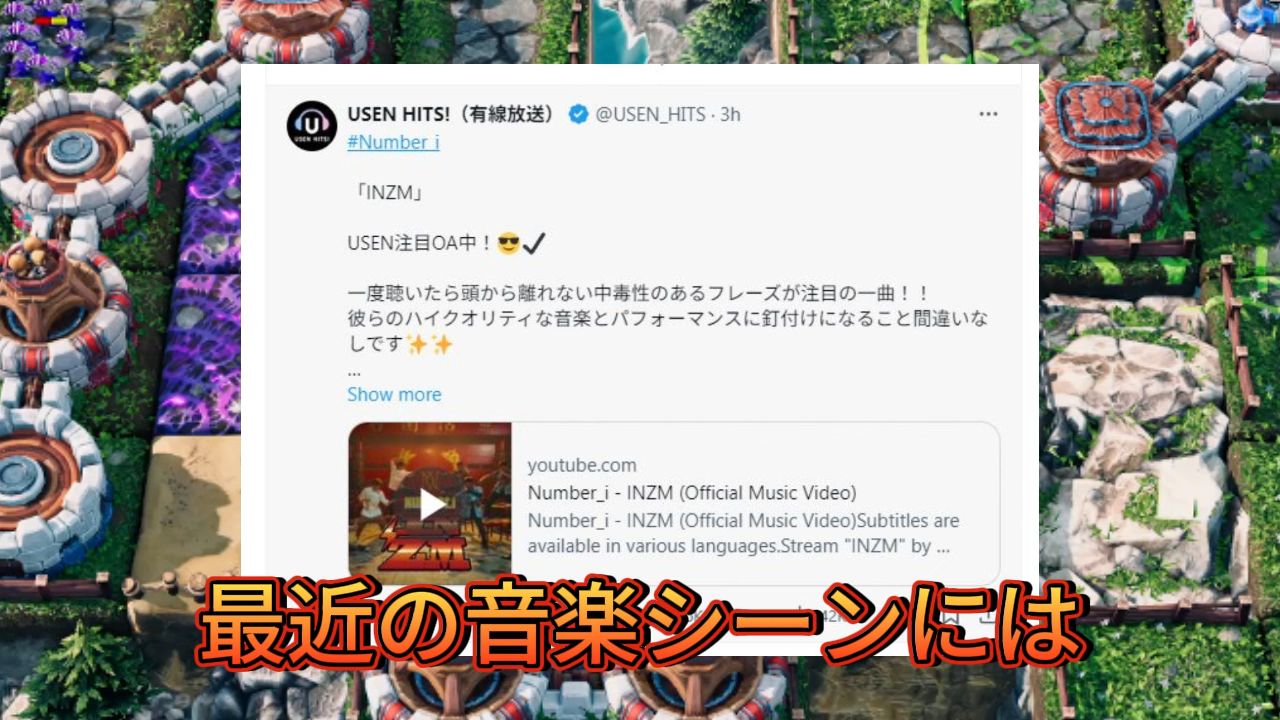 USEN HITS!（有線放送） @USEN_HITS · 3h
#Number_i
「INZM」
USEN注目OA中！😎✔
一度聴いたら頭から離れない中毒性のあるフレーズが注目の一曲！！
彼らのハイクオリティな音楽とパフォーマンスに釘付けになること間違いな
しです✨✨
...
Show more
youtube.com
Number_i - INZM (Official Music Video)
Number_i - INZM (Official Music Video)Subtitles are
available in various languages.Stream "INZM" by ...
最近の音楽シーンには